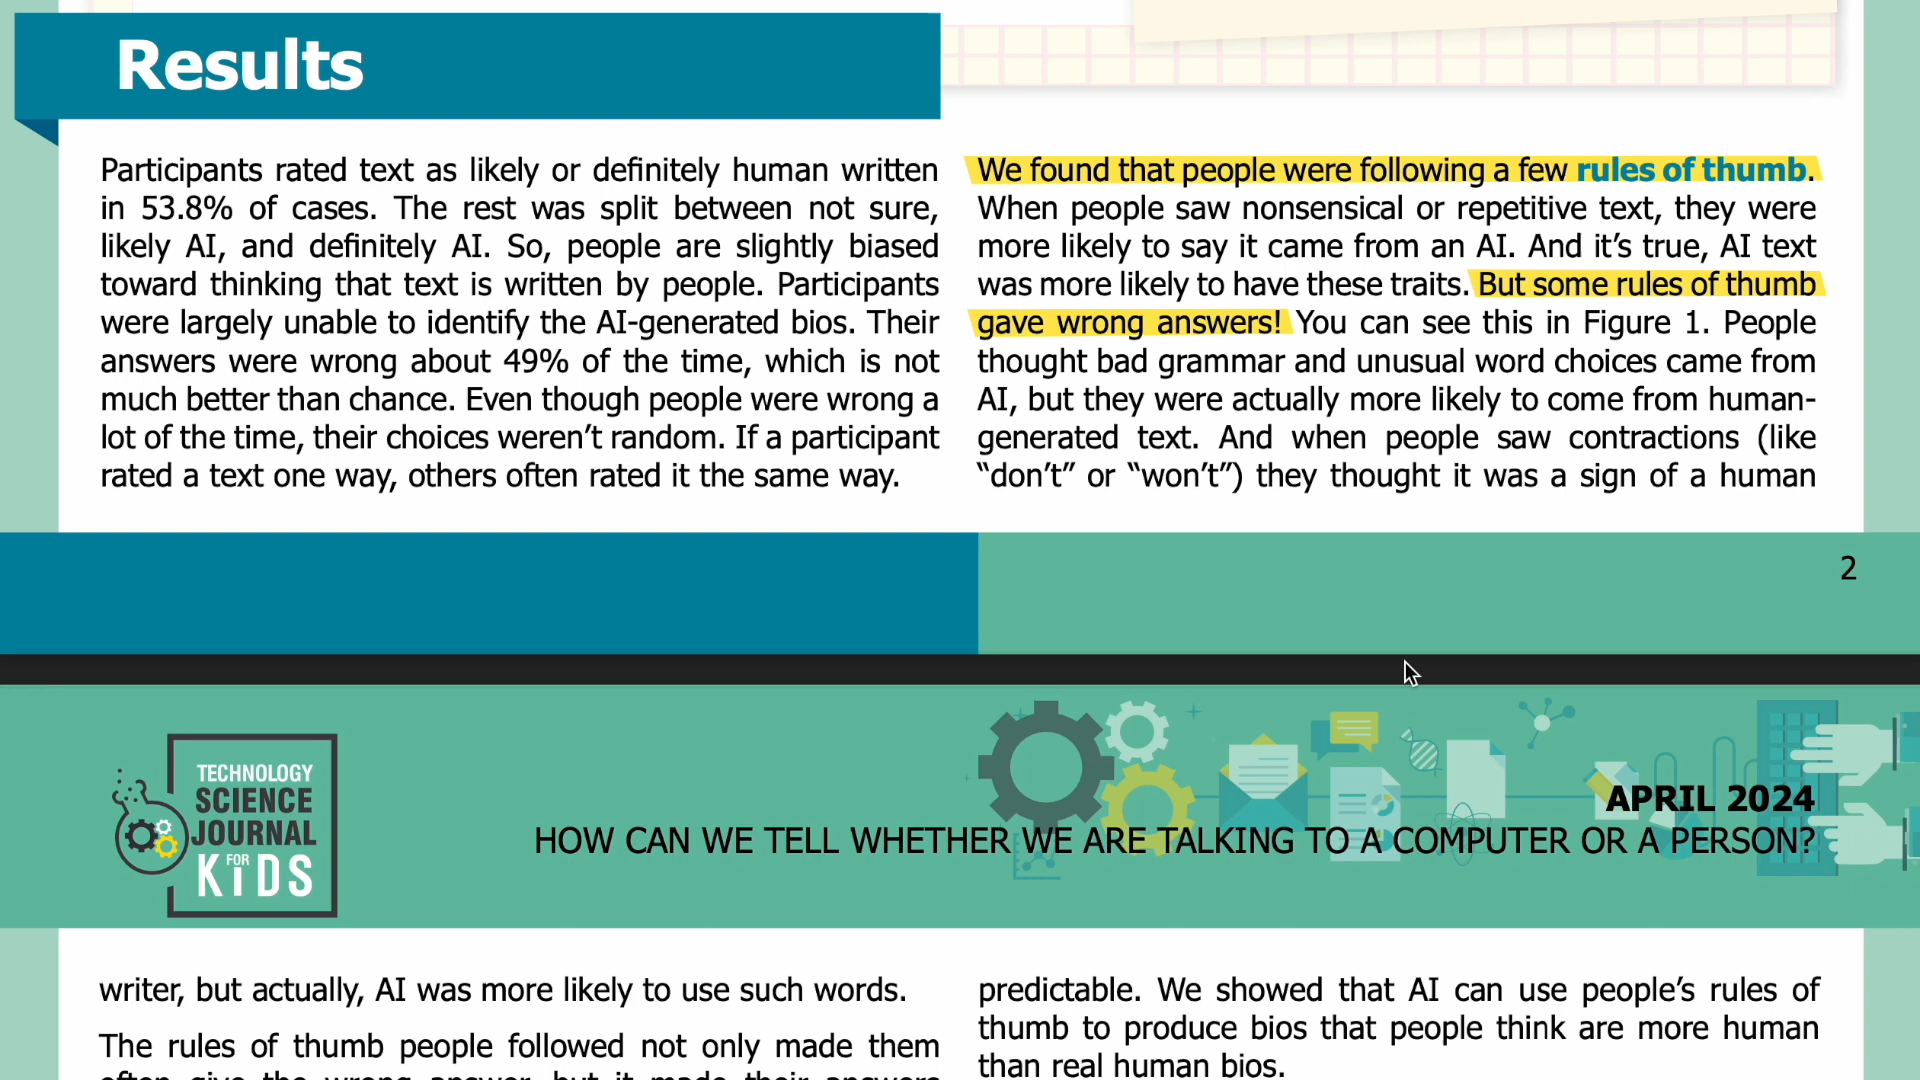 Results
Participants rated text as likely or definitely human written
in 53.8% of cases. The rest was split between not sure,
likely AI, and definitely AI. So, people are slightly biased
toward thinking that text is written by people. Participants
were largely unable to identify the AI-generated bios. Their
answers were wrong about 49% of the time, which is not
much better than chance. Even though people were wrong a
lot of the time, their choices weren’t random. If a participant
rated a text one way, others often rated it the same way.
We found that people were following a few rules of thumb.
When people saw nonsensical or repetitive text, they were
more likely to say it came from an AI. And it’s true, AI text
was more likely to have these traits. But some rules of thumb
gave wrong answers! You can see this in Figure 1. People
thought bad grammar and unusual word choices came from
AI, but they were actually more likely to come from human-
generated text. And when people saw contractions (like
“don’t” or “won’t”) they thought it was a sign of a human
2
TECHNOLOGY
SCIENCE
JOURNAL
FOR
KiDS
APRIL 2024
HOW CAN WE TELL WHETHER WE ARE TALKING TO A COMPUTER OR A PERSON?
writer, but actually, AI was more likely to use such words.
The rules of thumb people followed not only made them
often give the wrong answer, but it made their answers
predictable. We showed that AI can use people’s rules of
thumb to produce bios that people think are more human
than real human bios.